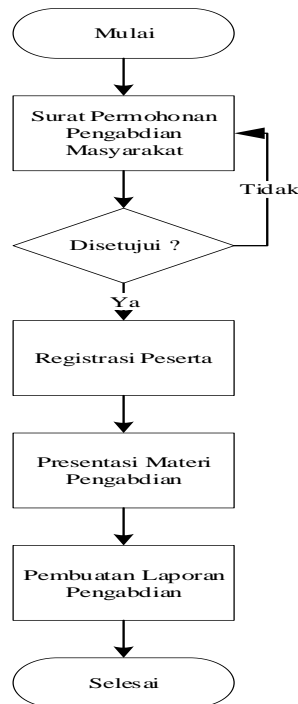 Mulai
Surat Permohonan
Pengabdian
Masyarakat
Tidak
Disetujui ?
Ya
Registrasi Peserta
Presentasi Materi
Pengabdian
Pembuatan Laporan
Pengabdian
Selesai